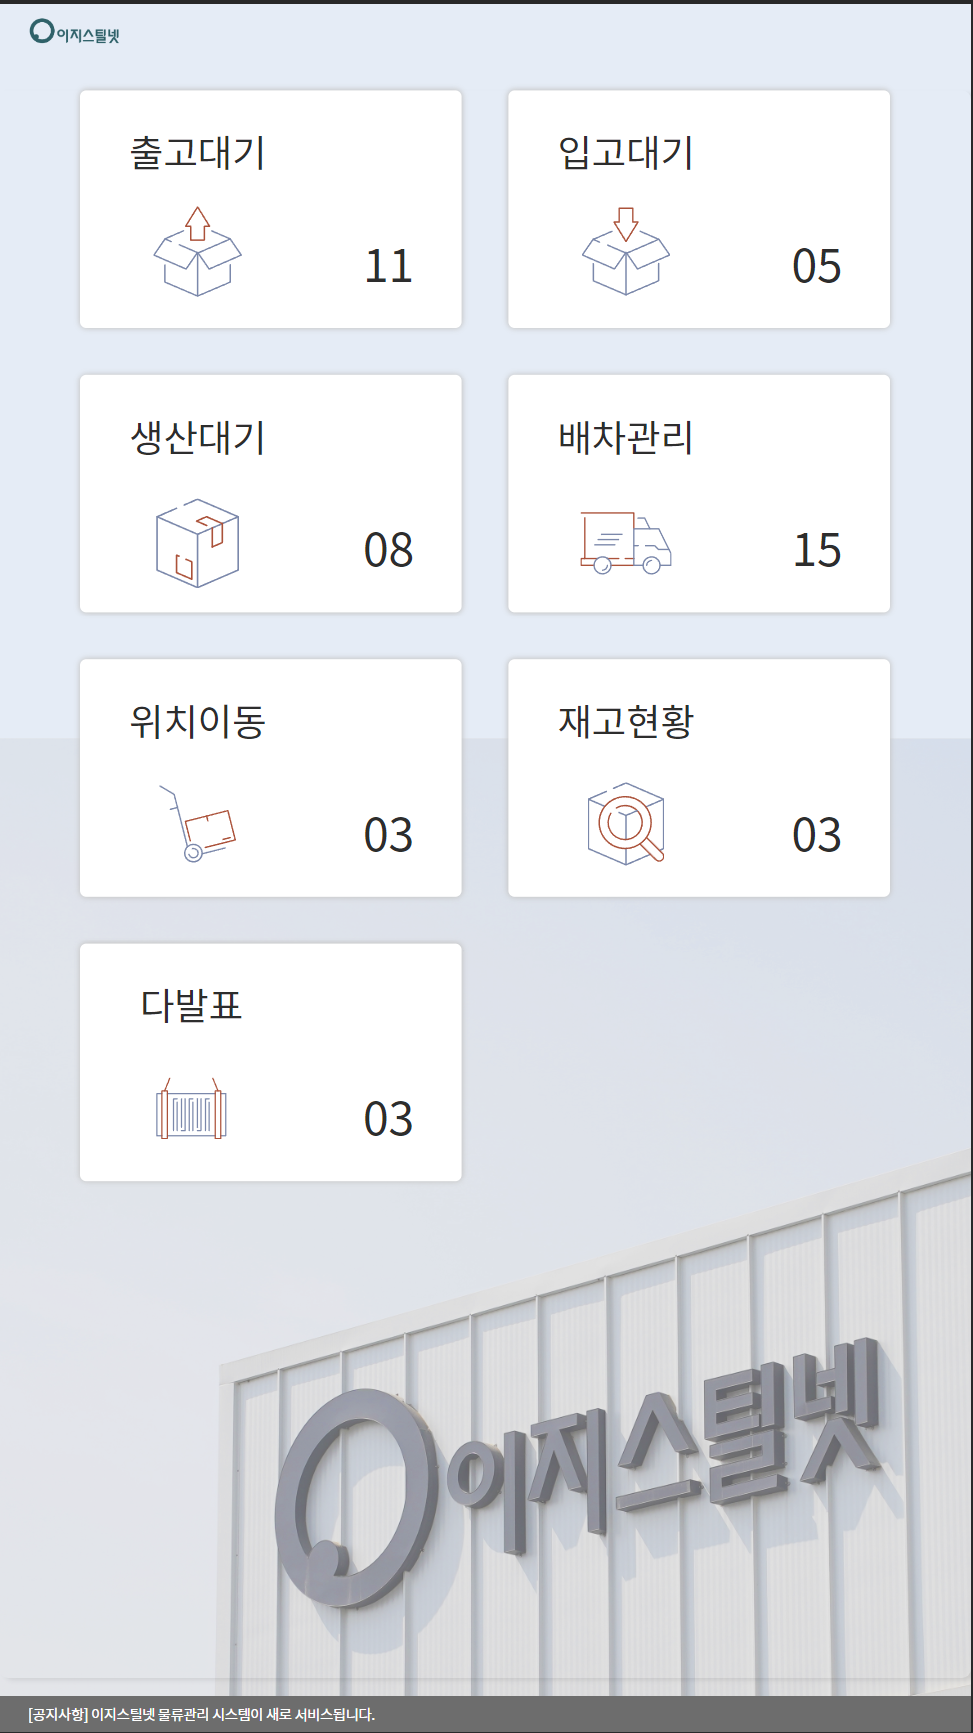 이지스틸넷
출고대기
11
입고대기
05
생산대기
08
배차관리
15
위치이동
03
재고현황
03
다발표
03
이지스틸넷
[공지사항] 이지스틸넷 물류관리 시스템이 새로 서비스됩니다.